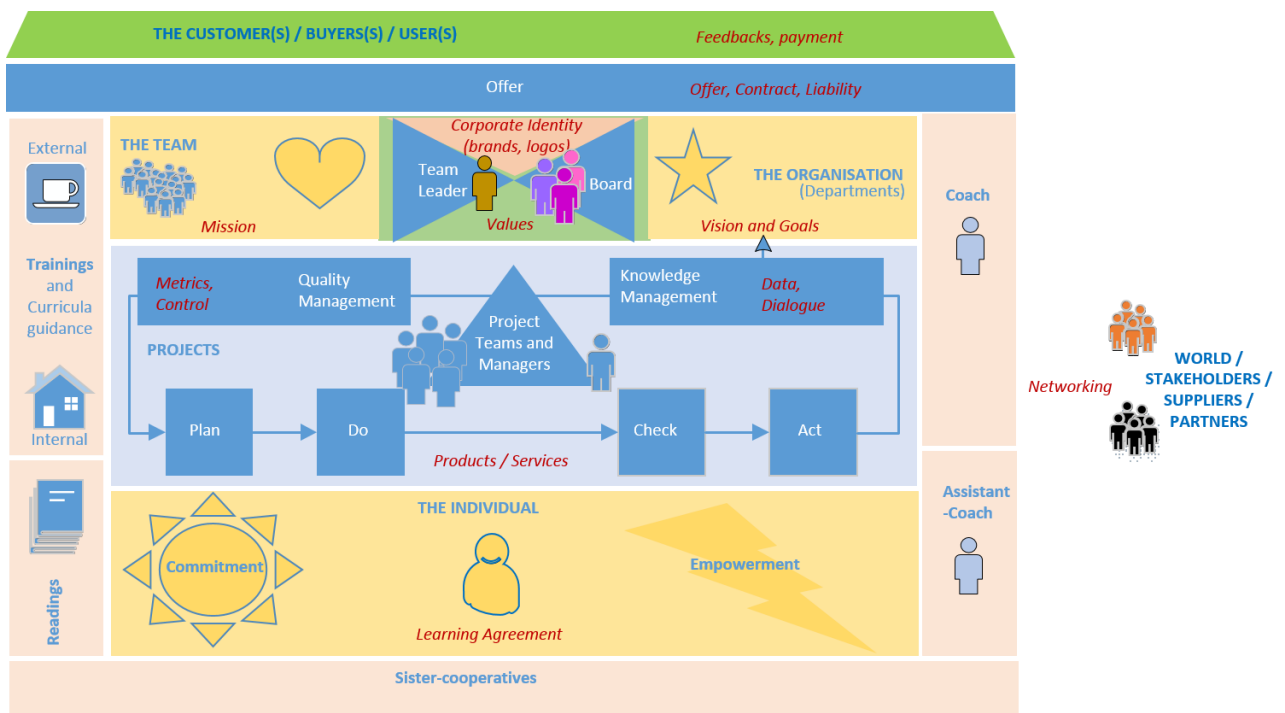 THE CUSTOMER(S) / BUYERS(S) / USER(S)
Feedbacks, payment
Offer
Offer, Contract, Liability
External
Trainings
and
Curricula
guidance
Internal
Readings
THE TEAM
Mission
Corporate Identity
(brands, logos)
Team
Leader
Board
Values
THE ORGANISATION
(Departments)
Vision and Goals
Metrics,
Control
Quality
Management
Knowledge
Management
Data,
Dialogue
PROJECTS
Project
Teams and
Managers
Plan
Do
Check
Act
Products / Services
THE INDIVIDUAL
Commitment
Empowerment
Learning Agreement
Coach
Assistant
-Coach
Networking
WORLD /
STAKEHOLDERS /
SUPPLIERS /
PARTNERS
Sister-cooperatives